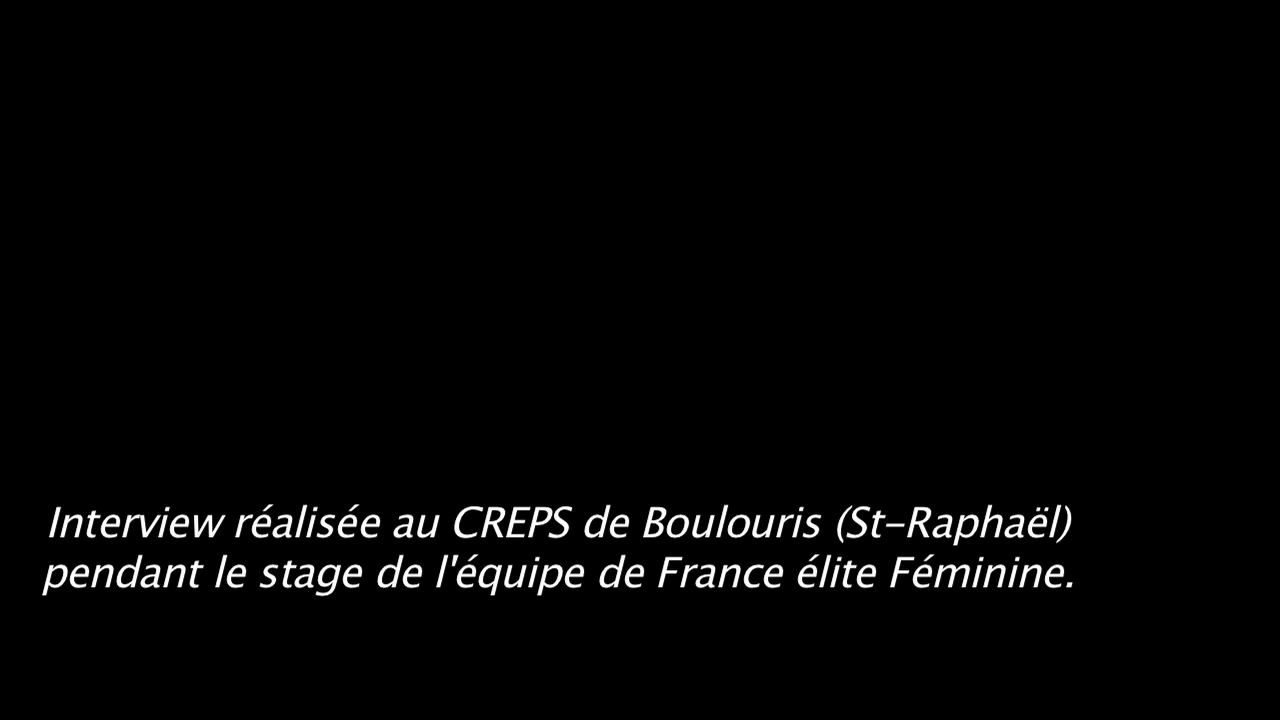 Interview réalisée au CREPS de Boulouris (St-Raphaël)
pendant le stage de l'équipe de France élite Féminine.